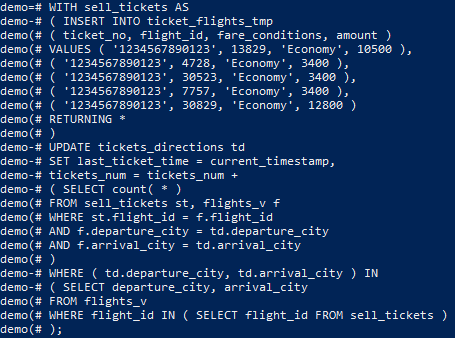 demo=# WITH sell_tickets AS
demo-# ( INSERT INTO ticket_flights_tmp
demo(# ( ticket_no, flight_id, fare_conditions, amount )
demo(# VALUES ( '1234567890123', 13829, 'Economy', 10500 ),
demo(# ( '1234567890123', 4728, 'Economy', 3400 ),
demo(# ( '1234567890123', 30523, 'Economy', 3400 ),
demo(# ( '1234567890123', 7757, 'Economy', 3400 ),
demo(# ( '1234567890123', 30829, 'Economy', 12800 )
demo(# RETURNING *
demo(# )
demo-# UPDATE tickets_directions td
demo-# SET last_ticket_time = current_timestamp,
demo-# tickets_num = tickets_num +
demo-# ( SELECT count( * )
demo(# FROM sell_tickets st, flights_v f
demo(# WHERE st.flight_id = f.flight_id
demo(# AND f.departure_city = td.departure_city
demo(# AND f.arrival_city = td.arrival_city
demo(# )
demo-# WHERE ( td.departure_city, td.arrival_city ) IN
demo-# ( SELECT departure_city, arrival_city
demo(# FROM flights_v
demo(# WHERE flight_id IN ( SELECT flight_id FROM sell_tickets )
demo(# );